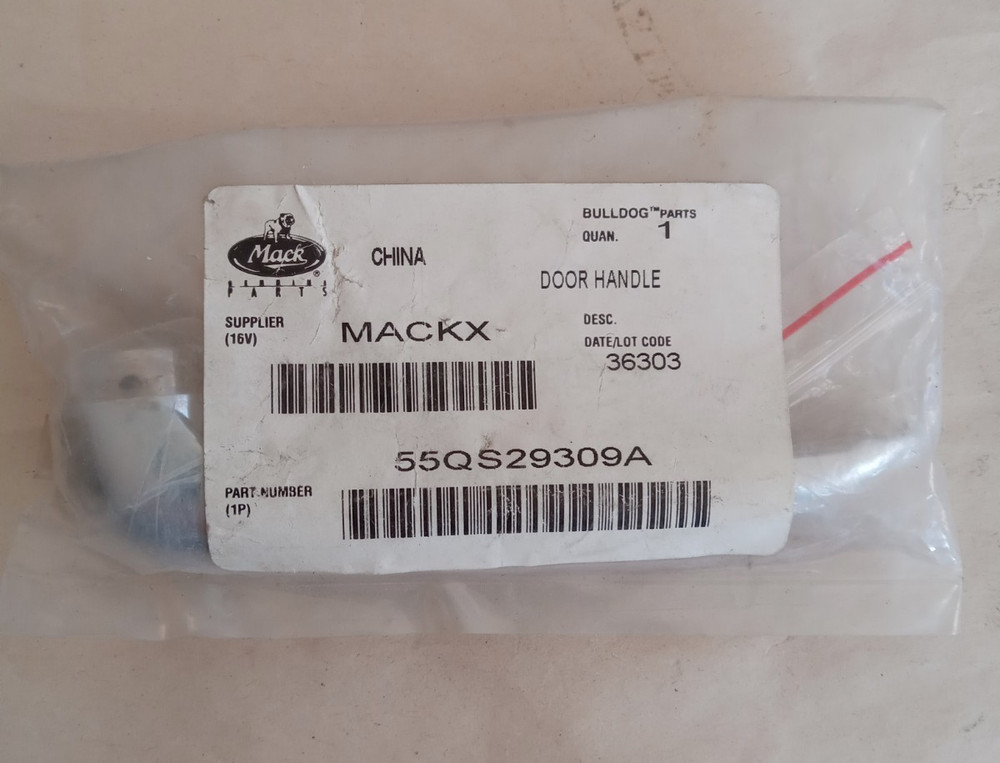 Mack
®
PARTS
CHINA
BULLDOG™PARTS
QUAN. 1
DOOR HANDLE
SUPPLIER
(16V)
MACKX
DESC.
DATE/LOT CODE
36303
55QS29309A
PART NUMBER
(1P)